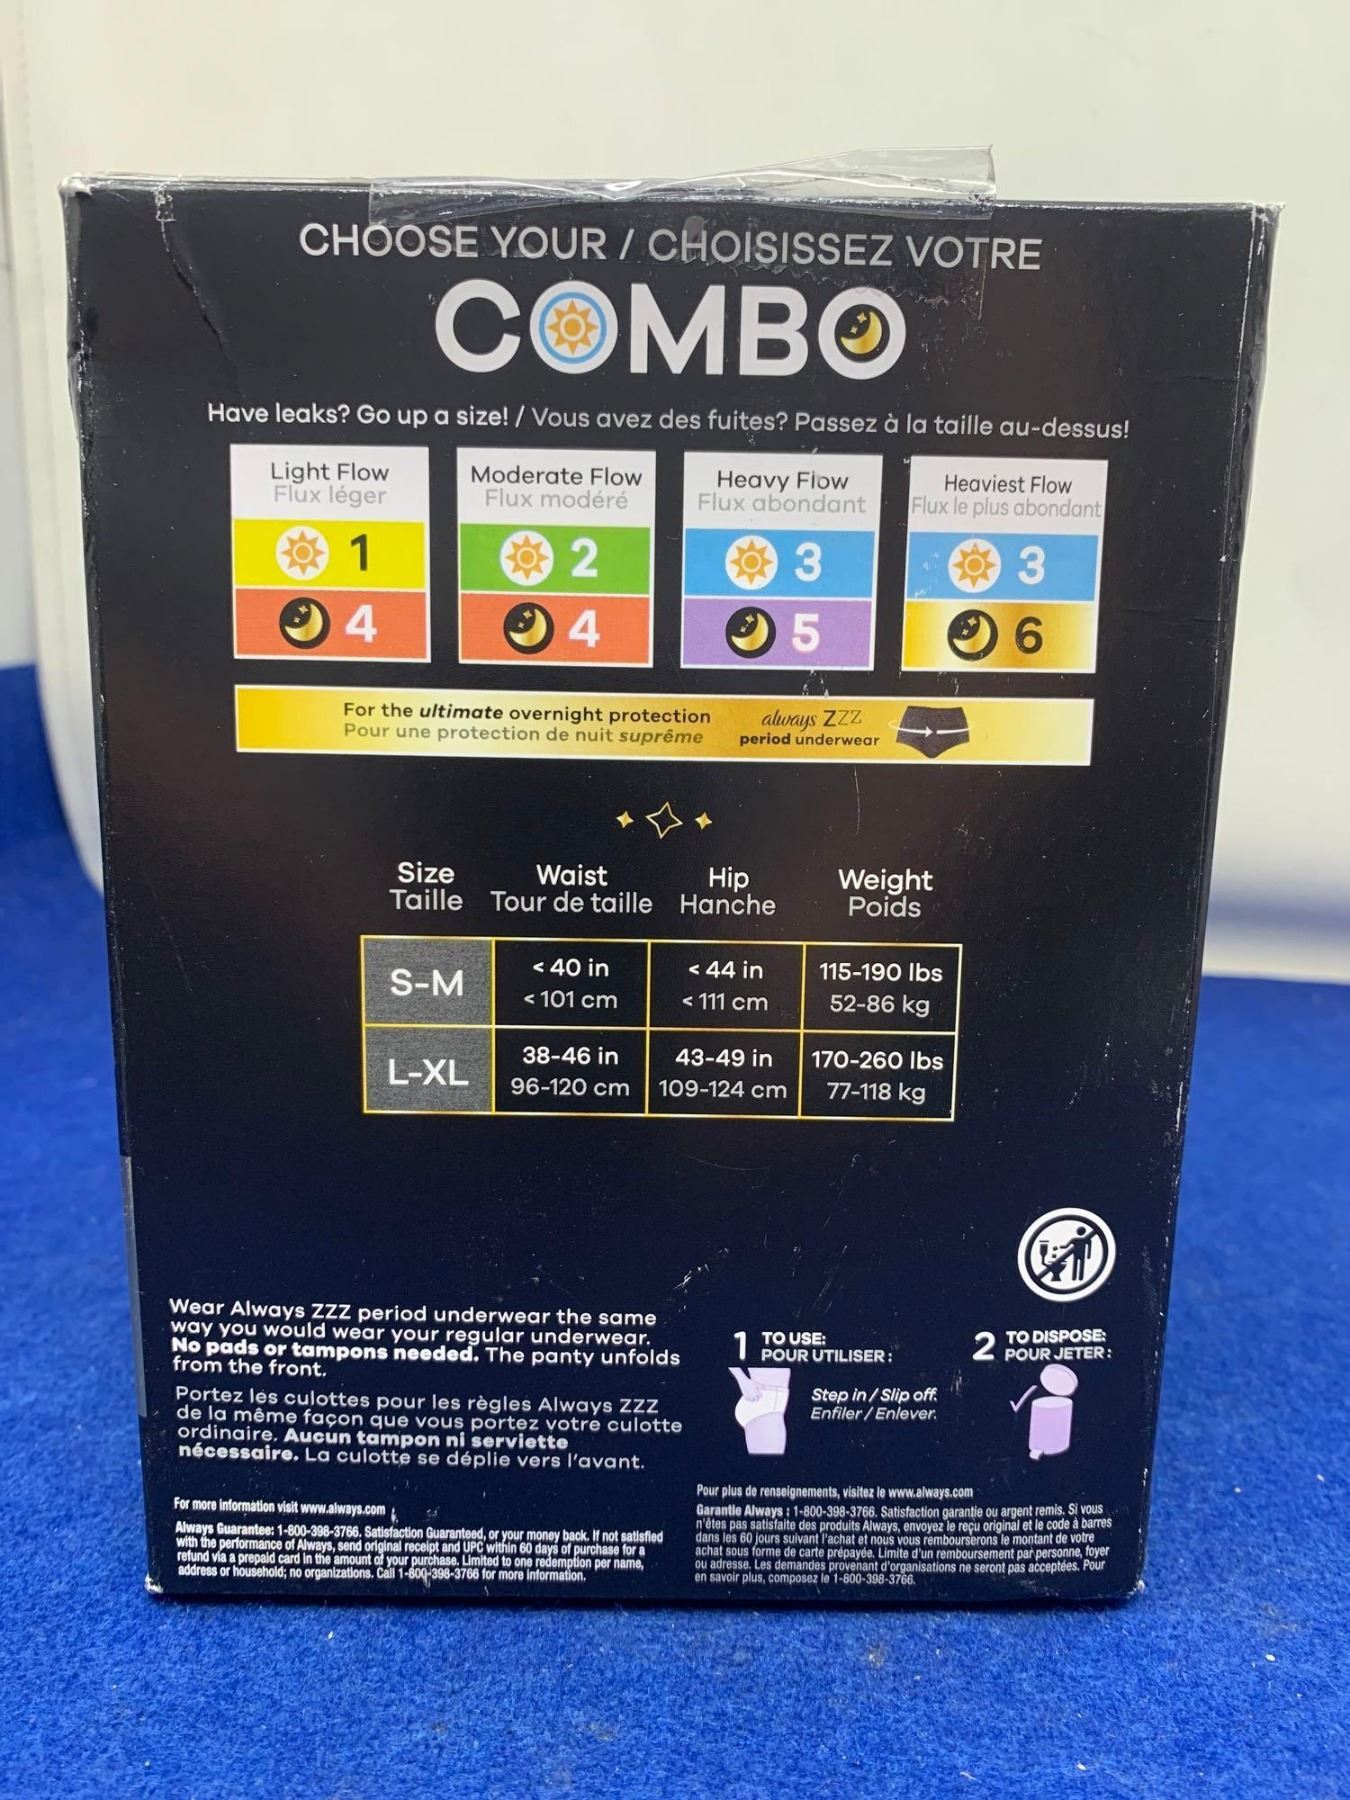 CHOOSE YOUR / CHOISISSEZ VOTRE
COMBO
Have leaks? Go up a size! / Vous avez des fuites? Passez à la taille au-dessus!
Light Flow
Flux léger
1
4
Moderate Flow
Flux modéré
2
4
Heavy Flow
Flux abondant
3
5
Heaviest Flow
Flux le plus abondant
3
6
For the ultimate overnight protection
Pour une protection de nuit suprême
always ZZZ
period underwear
Size Waist Hip Weight
Taille Tour de taille Hanche Poids
S-M
< 40 in < 44 in 115-190 lbs
< 101 cm < 111 cm 52-86 kg
L-XL
38-46 in 43-49 in 170-260 lbs
96-120 cm 109-124 cm 77-118 kg
Wear Always ZZZ period underwear the same
way you would wear your regular underwear.
No pads or tampons needed. The panty unfolds
from the front.
Portez les culottes pour les règles Always ZZZ
de la même façon que vous portez votre culotte
ordinaire. Aucun tampon ni serviette
nécessaire. La culotte se déplie vers l'avant.
1 TO USE:
POUR UTILISER :
Step in / Slip off.
Enfiler / Enlever.
2 TO DISPOSE:
POUR JETER :
For more information visit www.always.com
Always Guarantee: 1-800-398-3766. Satisfaction Guaranteed, or your money back. If not satisfied
with the performance of Always, send original receipt and UPC within 60 days of purchase for a
refund via a prepaid card in the amount of your purchase. Limited to one redemption per name,
address or household; no organizations. Call 1-800-398-3766 for more information.
Pour plus de renseignements, visitez le www.always.com
Garantie Always : 1-800-398-3766. Satisfaction garantie ou argent remis. Si vous
n'êtes pas satisfaite des produits Always, envoyez le reçu original et le code à barres
dans les 60 jours suivant l'achat et nous vous rembourserons le montant de votre
achat sous forme de carte prépayée. Limite d'un remboursement par personne, foyer
ou adresse. Les demandes provenant d'organisations ne seront pas acceptées. Pour
en savoir plus, composez le 1-800-398-3766.